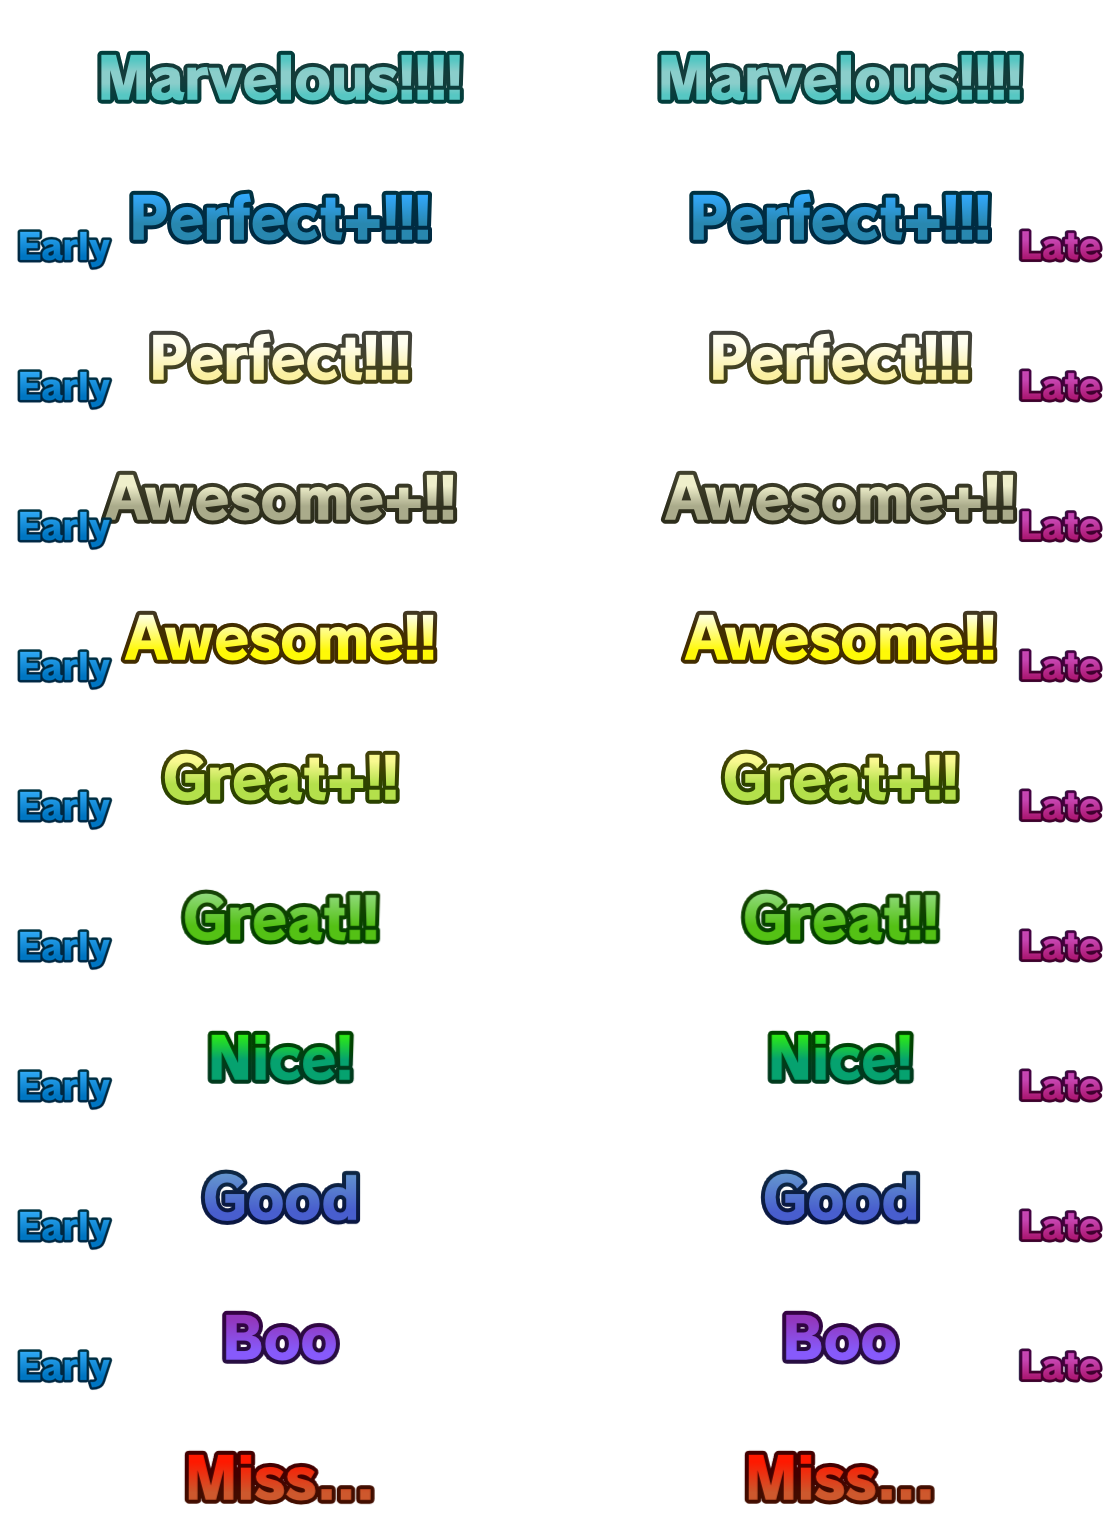 Marvelous!!!! Marvelous!!!!
Early Perfect+!!! Perfect+!!! Late
Early Perfect!!! Perfect!!! Late
Early Awesome+!! Awesome+!! Late
Early Awesome!! Awesome!! Late
Early Great+!! Great+!! Late
Early Great!! Great!! Late
Early Nice! Nice! Late
Early Good Good Late
Early Boo Boo Late
Miss... Miss...